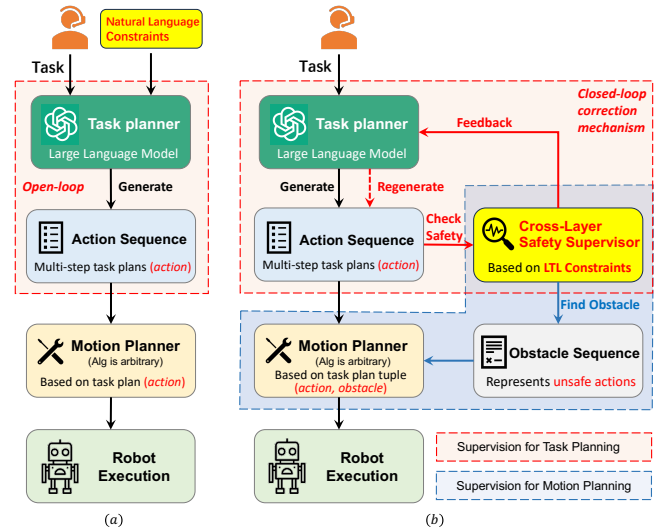 Natural Language
Constraints
Task
Task planner
Large Language Model
Open-loop
Generate
Action Sequence
Multi-step task plans (action)
Motion Planner
(Alg is arbitrary)
Based on task plan (action)
Robot
Execution
(a)
Task
Closed-loop
correction
mechanism
Feedback
Task planner
Large Language Model
Generate
Regenerate
Check
Safety
Action Sequence
Multi-step task plans (action)
Cross-Layer
Safety Supervisor
Based on LTL Constraints
Find Obstacle
Motion Planner
(Alg is arbitrary)
Based on task plan tuple
(action, obstacle)
Obstacle Sequence
Represents unsafe actions
Robot
Execution
Supervision for Task Planning
Supervision for Motion Planning
(b)